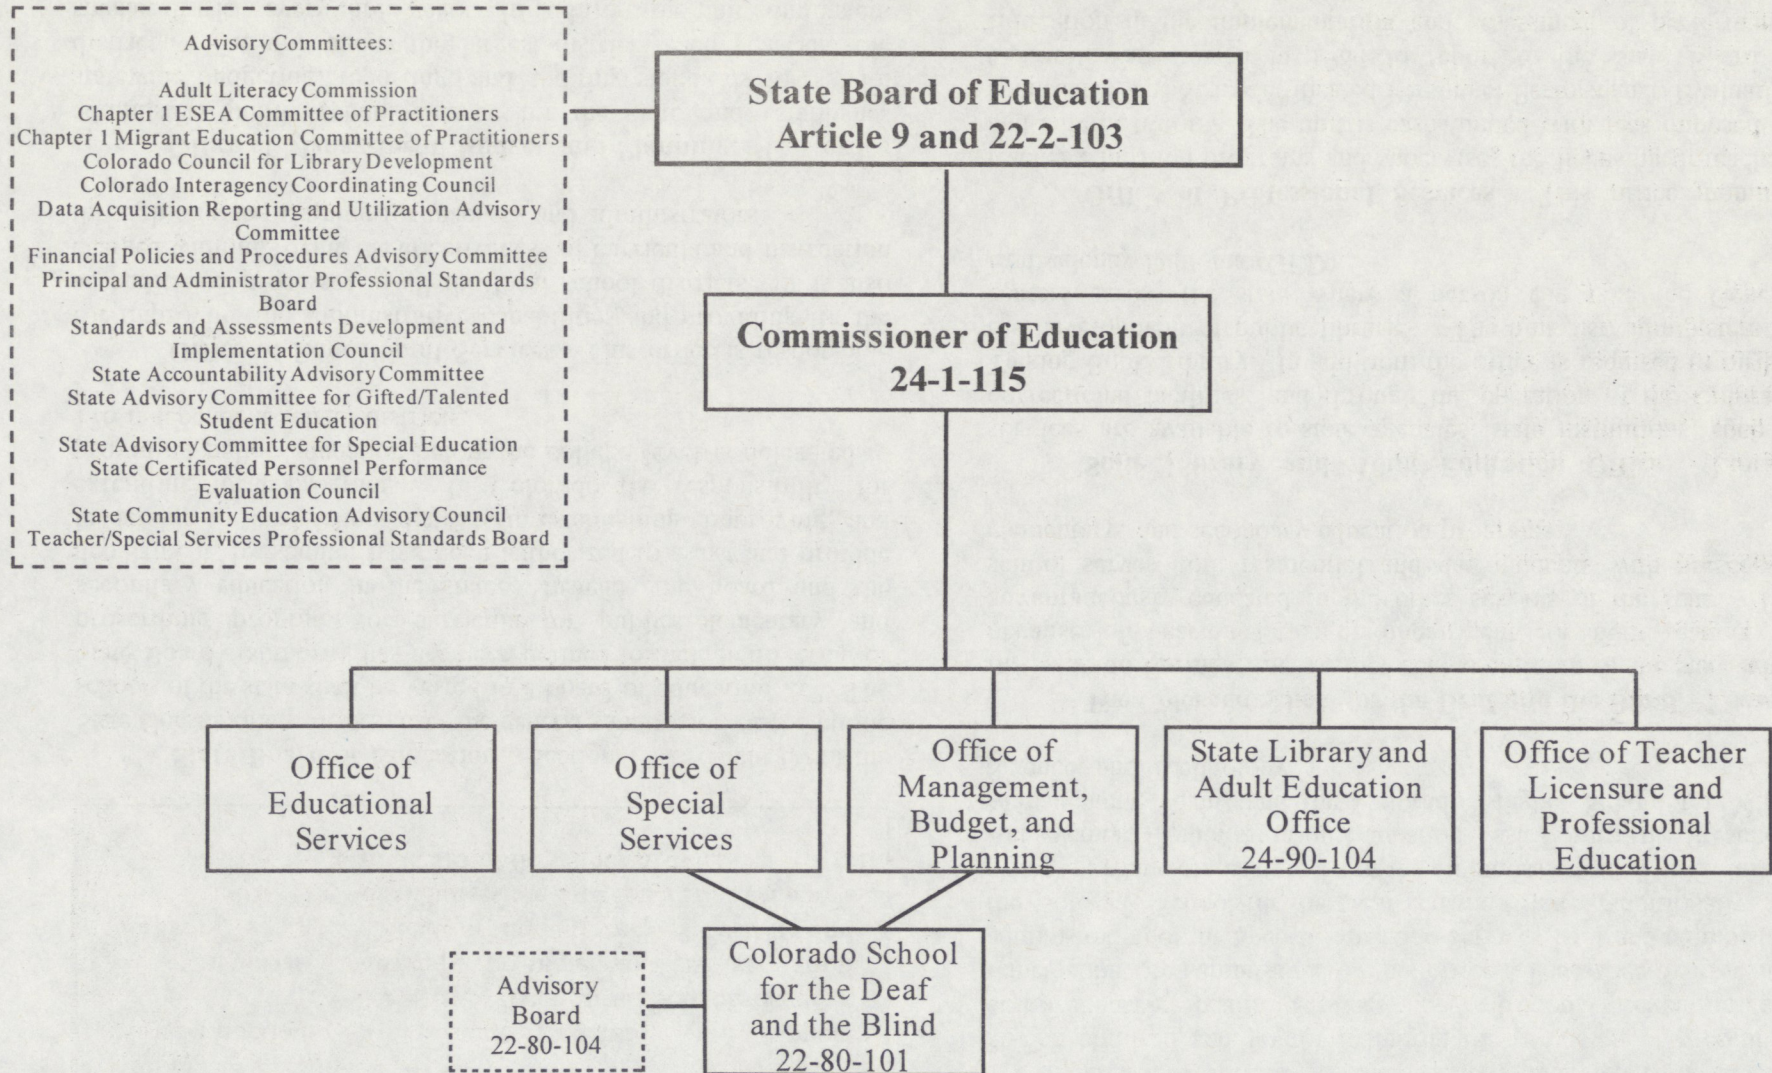 Advisory Committees:
Adult Literacy Commission
Chapter 1 ESEA Committee of Practitioners
Chapter 1 Migrant Education Committee of Practitioners
Colorado Council for Library Development
Colorado Interagency Coordinating Council
Data Acquisition Reporting and Utilization Advisory
Committee
Financial Policies and Procedures Advisory Committee
Principal and Administrator Professional Standards
Board
Standards and Assessments Development and
Implementation Council
State Accountability Advisory Committee
State Advisory Committee for Gifted/Talented
Student Education
State Advisory Committee for Special Education
State Certificated Personnel Performance
Evaluation Council
State Community Education Advisory Council
Teacher/Special Services Professional Standards Board
State Board of Education
Article 9 and 22-2-103
Commissioner of Education
24-1-115
Office of
Educational
Services
Office of
Special
Services
Office of
Management,
Budget, and
Planning
State Library and
Adult Education
Office
24-90-104
Office of Teacher
Licensure and
Professional
Education
Advisory
Board
22-80-104
Colorado School
for the Deaf
and the Blind
22-80-101